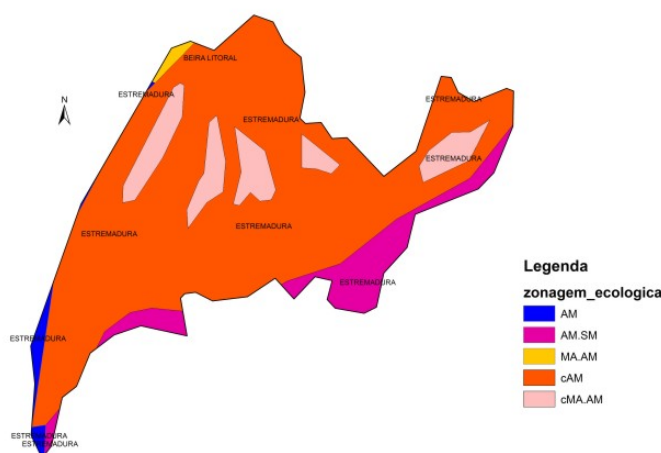 BEIRA LITORAL
ESTREMADURA
ESTREMADURA
N
ESTREMADURA
ESTREMADURA
ESTREMADURA
ESTREMADURA
ESTREMADURA
ESTREMADURA
ESTREMADURA
ESTREMADURA
Legenda
zonagem_ecologica
AM
AM.SM
MA.AM
cAM
cMA.AM